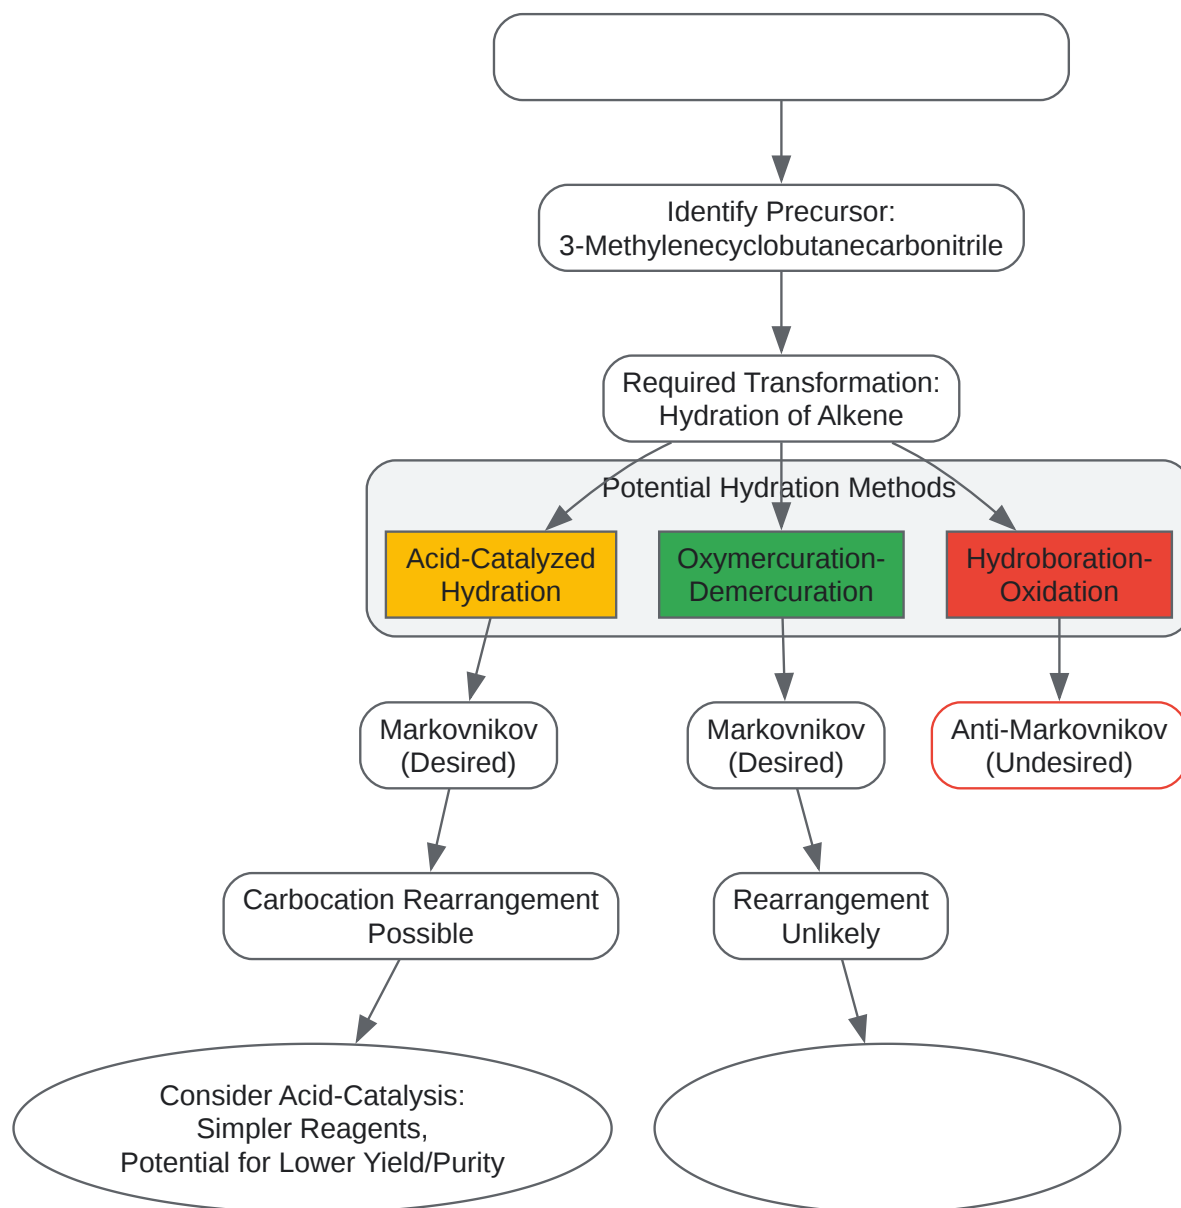 Identify Precursor:
3-Methylenecyclobutanecarbonitrile
Required Transformation:
Hydration of Alkene
Potential Hydration Methods
Acid-Catalyzed
Hydration
Oxymercuration-
Demercuration
Hydroboration-
Oxidation
Markovnikov
(Desired)
Markovnikov
(Desired)
Anti-Markovnikov
(Undesired)
Carbocation Rearrangement
Possible
Rearrangement
Unlikely
Consider Acid-Catalysis:
Simpler Reagents,
Potential for Lower Yield/Purity